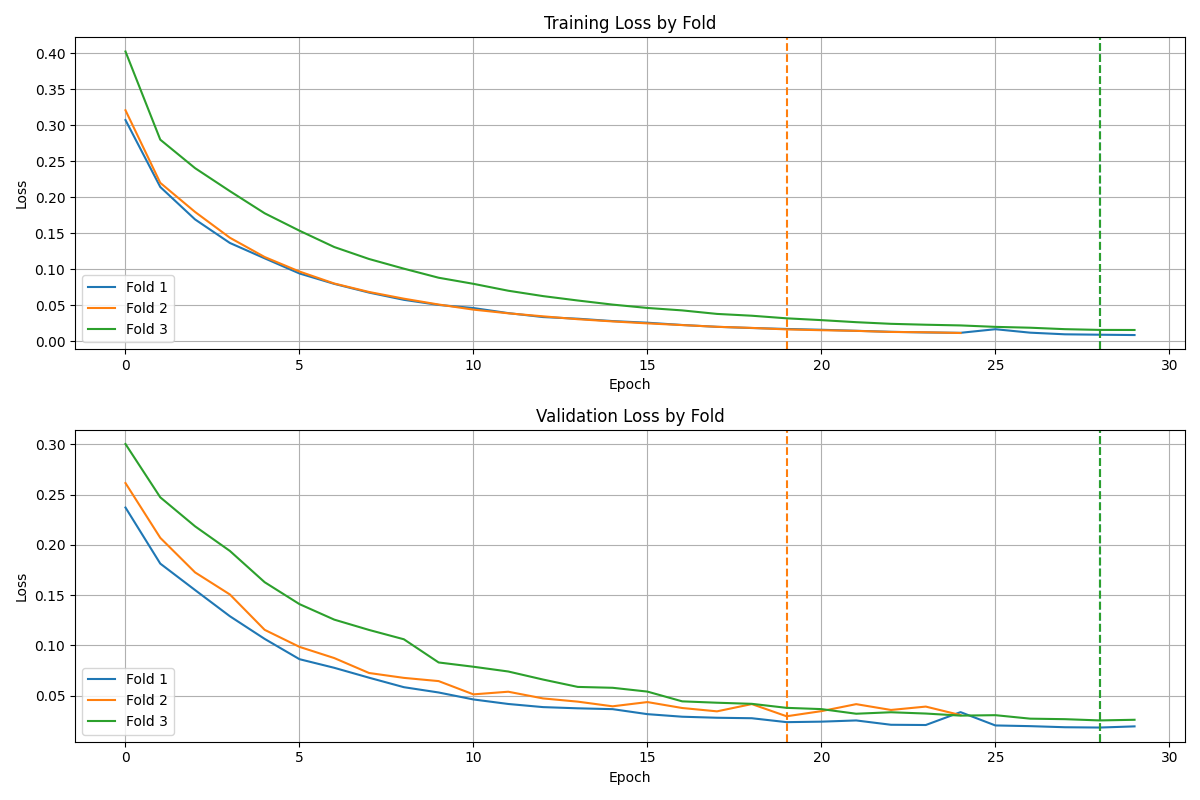 Training Loss by Fold
0.40
0.35
0.30
0.25
0.20
0.15
0.10
0.05
0.00
Loss
Fold 1
Fold 2
Fold 3
0 5 10 15 20 25 30
Epoch
Validation Loss by Fold
0.30
0.25
0.20
0.15
0.10
0.05
Loss
Fold 1
Fold 2
Fold 3
0 5 10 15 20 25 30
Epoch